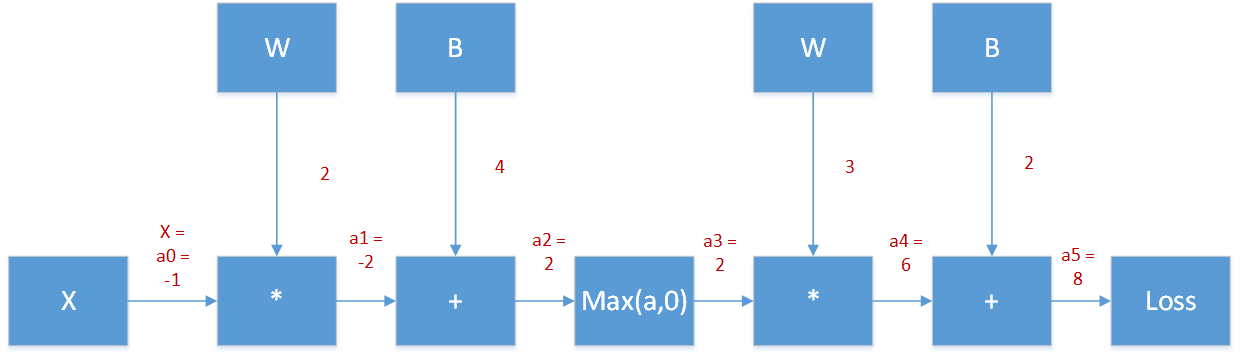 W
B
W
B
2
4
3
2
X =
a0 =
-1
a1 =
-2
a2 =
2
a3 =
2
a4 =
6
a5 =
8
X
*
+
Max(a,0)
*
+
Loss